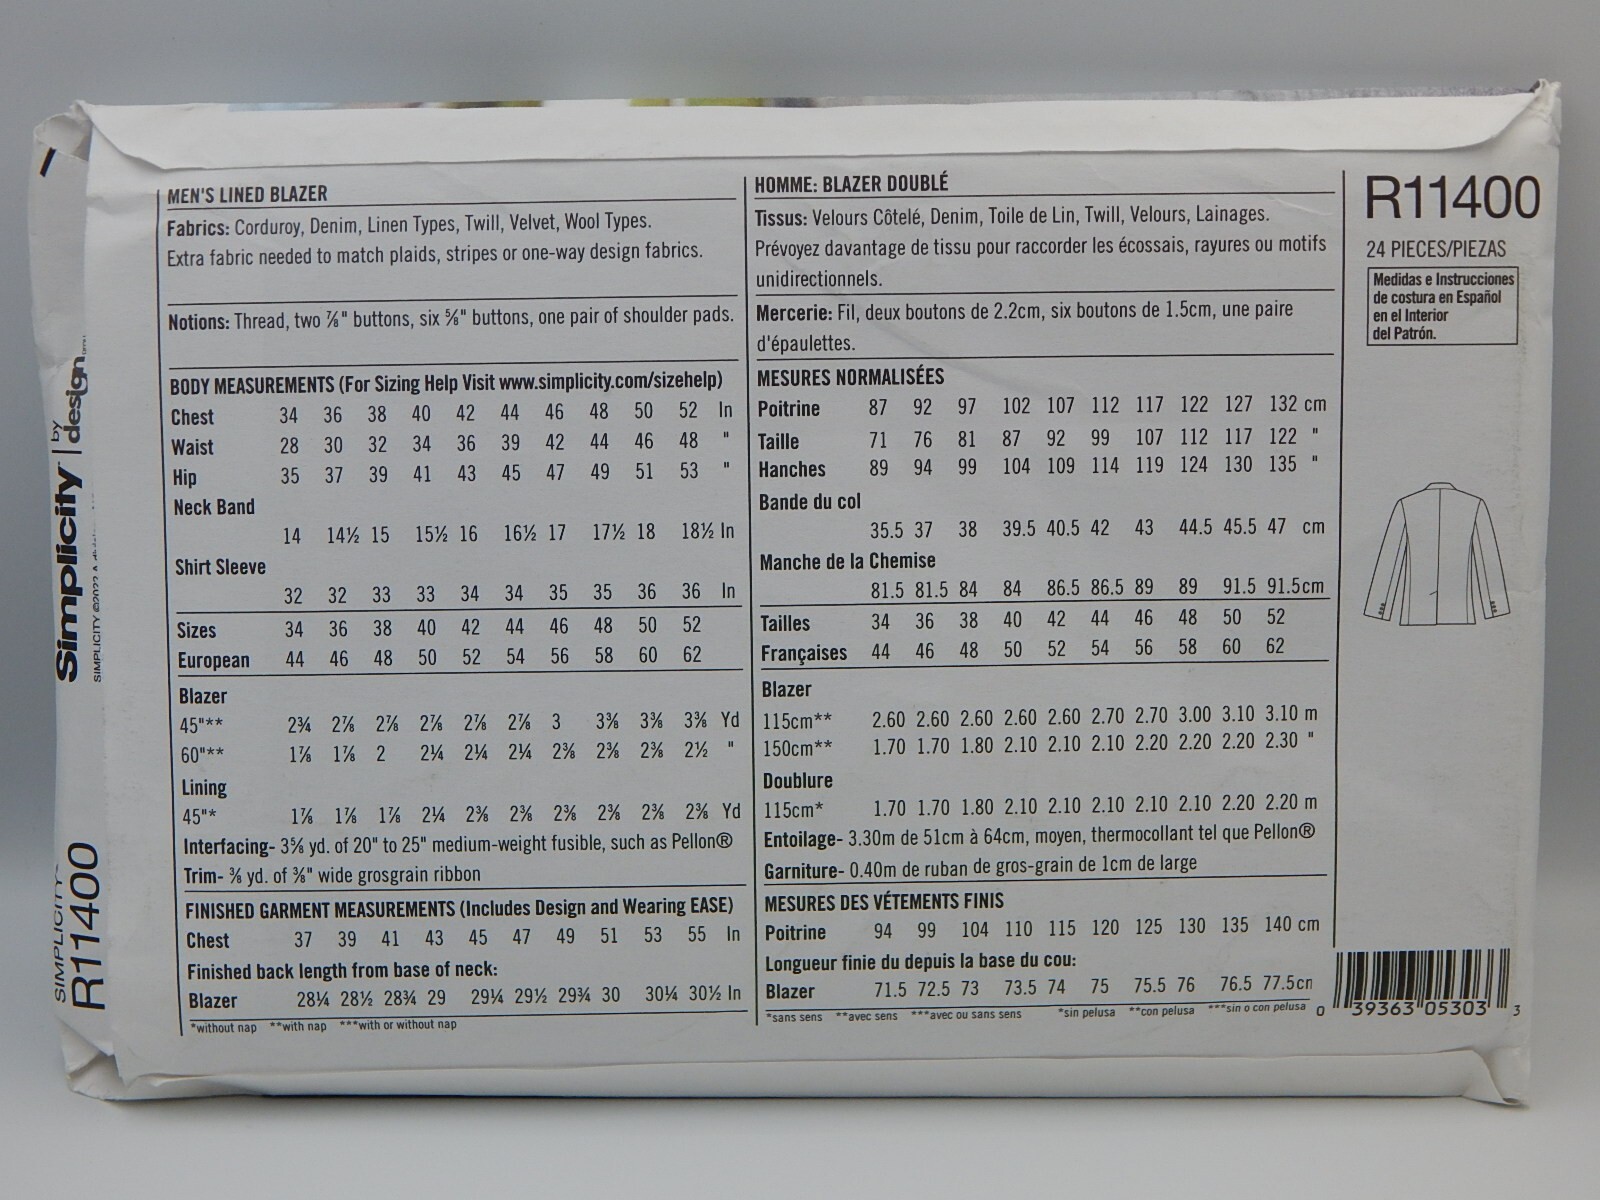 MEN'S LINED BLAZER
Fabrics: Corduroy, Denim, Linen Types, Twill, Velvet, Wool Types.
Extra fabric needed to match plaids, stripes or one-way design fabrics.
Notions: Thread, two ⅞" buttons, six ⅝" buttons, one pair of shoulder pads.
BODY MEASUREMENTS (For Sizing Help Visit www.simplicity.com/sizehelp)
Chest 34 36 38 40 42 44 46 48 50 52 In
Waist 28 30 32 34 36 39 42 44 46 48 "
Hip 35 37 39 41 43 45 47 49 51 53 "
Neck Band
14 14½ 15 15½ 16 16½ 17 17½ 18 18½ In
Shirt Sleeve
32 32 33 33 34 34 35 35 36 36 In
Sizes 34 36 38 40 42 44 46 48 50 52
European 44 46 48 50 52 54 56 58 60 62
Blazer
45"** 2¾ 2⅞ 2⅞ 2⅞ 2⅞ 2⅞ 3 3⅜ 3⅜ 3⅜ Yd
60"** 1⅞ 1⅞ 2 2¼ 2¼ 2¼ 2⅜ 2⅜ 2⅜ 2½ "
Lining
45"* 1⅞ 1⅞ 1⅞ 2¼ 2⅜ 2⅜ 2⅜ 2⅜ 2⅜ 2⅜ Yd
Interfacing- 3⅝ yd. of 20" to 25" medium-weight fusible, such as Pellon®
Trim- ⅜ yd. of ⅜" wide grosgrain ribbon
FINISHED GARMENT MEASUREMENTS (Includes Design and Wearing EASE)
Chest 37 39 41 43 45 47 49 51 53 55 In
Finished back length from base of neck:
Blazer 28¼ 28½ 28¾ 29 29¼ 29½ 29¾ 30 30¼ 30½ In
*without nap **with nap ***with or without nap
HOMME: BLAZER DOUBLÉ
Tissus: Velours Côtelé, Denim, Toile de Lin, Twill, Velours, Lainages.
Prévoyez davantage de tissu pour raccorder les écossais, rayures ou motifs
unidirectionnels.
Mercerie: Fil, deux boutons de 2.2cm, six boutons de 1.5cm, une paire
d'épaulettes.
MESURES NORMALISÉES
Poitrine 87 92 97 102 107 112 117 122 127 132 cm
Taille 71 76 81 87 92 99 107 112 117 122 "
Hanches 89 94 99 104 109 114 119 124 130 135 "
Bande du col
35.5 37 38 39.5 40.5 42 43 44.5 45.5 47 cm
Manche de la Chemise
81.5 81.5 84 84 86.5 86.5 89 89 91.5 91.5cm
Tailles 34 36 38 40 42 44 46 48 50 52
Françaises 44 46 48 50 52 54 56 58 60 62
Blazer
115cm** 2.60 2.60 2.60 2.60 2.60 2.70 2.70 3.00 3.10 3.10 m
150cm** 1.70 1.70 1.80 2.10 2.10 2.10 2.20 2.20 2.20 2.30 "
Doublure
115cm* 1.70 1.70 1.80 2.10 2.10 2.10 2.10 2.10 2.20 2.20 m
Entoilage- 3.30m de 51cm à 64cm, moyen, thermocollant tel que Pellon®
Garniture- 0.40m de ruban de gros-grain de 1cm de large
MESURES DES VÉTEMENTS FINIS
Poitrine 94 99 104 110 115 120 125 130 135 140 cm
Longueur finie du depuis la base du cou:
Blazer 71.5 72.5 73 73.5 74 75 75.5 76 76.5 77.5cm
*sans sens **avec sens ***avec ou sans sens *sin pelusa **con pelusa ***sin o con pelusa
R11400
24 PIECES/PIEZAS
Medidas e Instrucciones
de costura en Español
en el Interior
del Patrón.
0 39363 05303 3
Simplicity by design
SIMPLICITY ©2022
SIMPLICITY
R11400